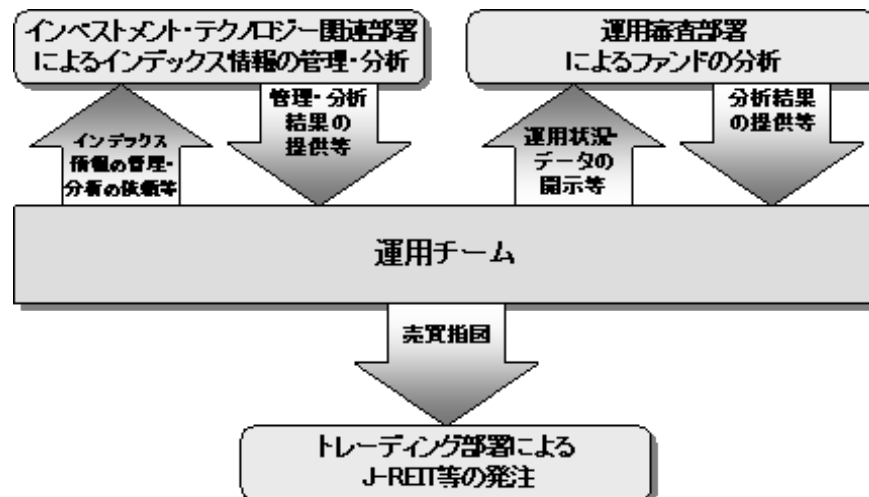 インベストメント・テクノロジー関連部署
によるインデックス情報の管理・分析
運用審査部署
によるファンドの分析
インデックス
情報の管理・
分析の依頼等
管理・分析
結果の
提供等
運用状況・
データの
開示等
分析結果
の提供等
運用チーム
売買指図
トレーディング部署による
J-REIT等の発注